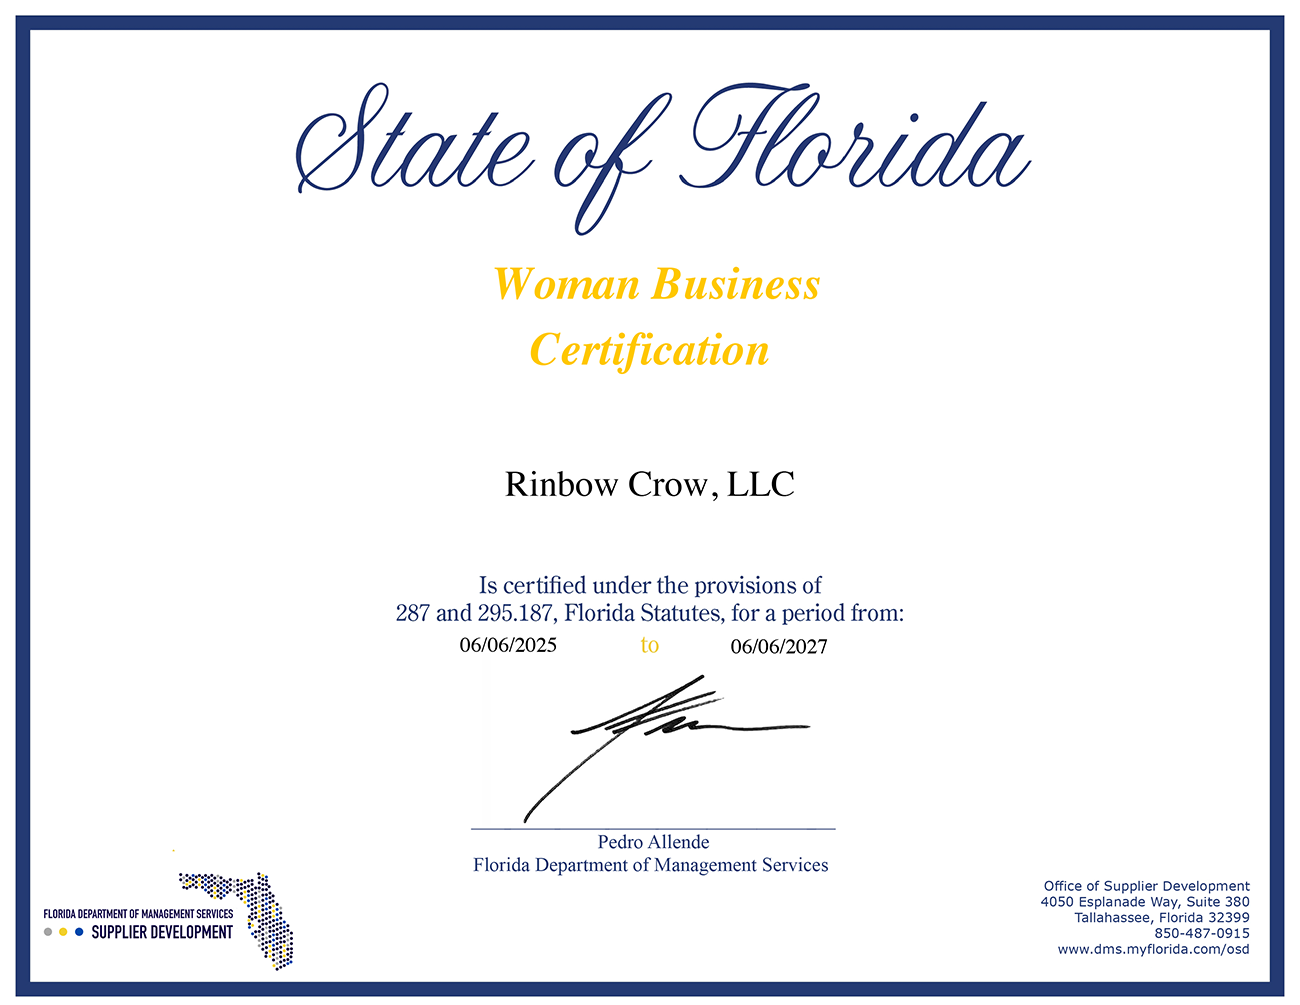 State of Florida
Woman Business
Certification
Rinbow Crow, LLC
Is certified under the provisions of
287 and 295.187, Florida Statutes, for a period from:
06/06/2025 to 06/06/2027
Pedro Allende
Florida Department of Management Services
FLORIDA DEPARTMENT OF MANAGEMENT SERVICES
SUPPLIER DEVELOPMENT
Office of Supplier Development
4050 Esplanade Way, Suite 380
Tallahassee, Florida 32399
850-487-0915
www.dms.myflorida.com/osd